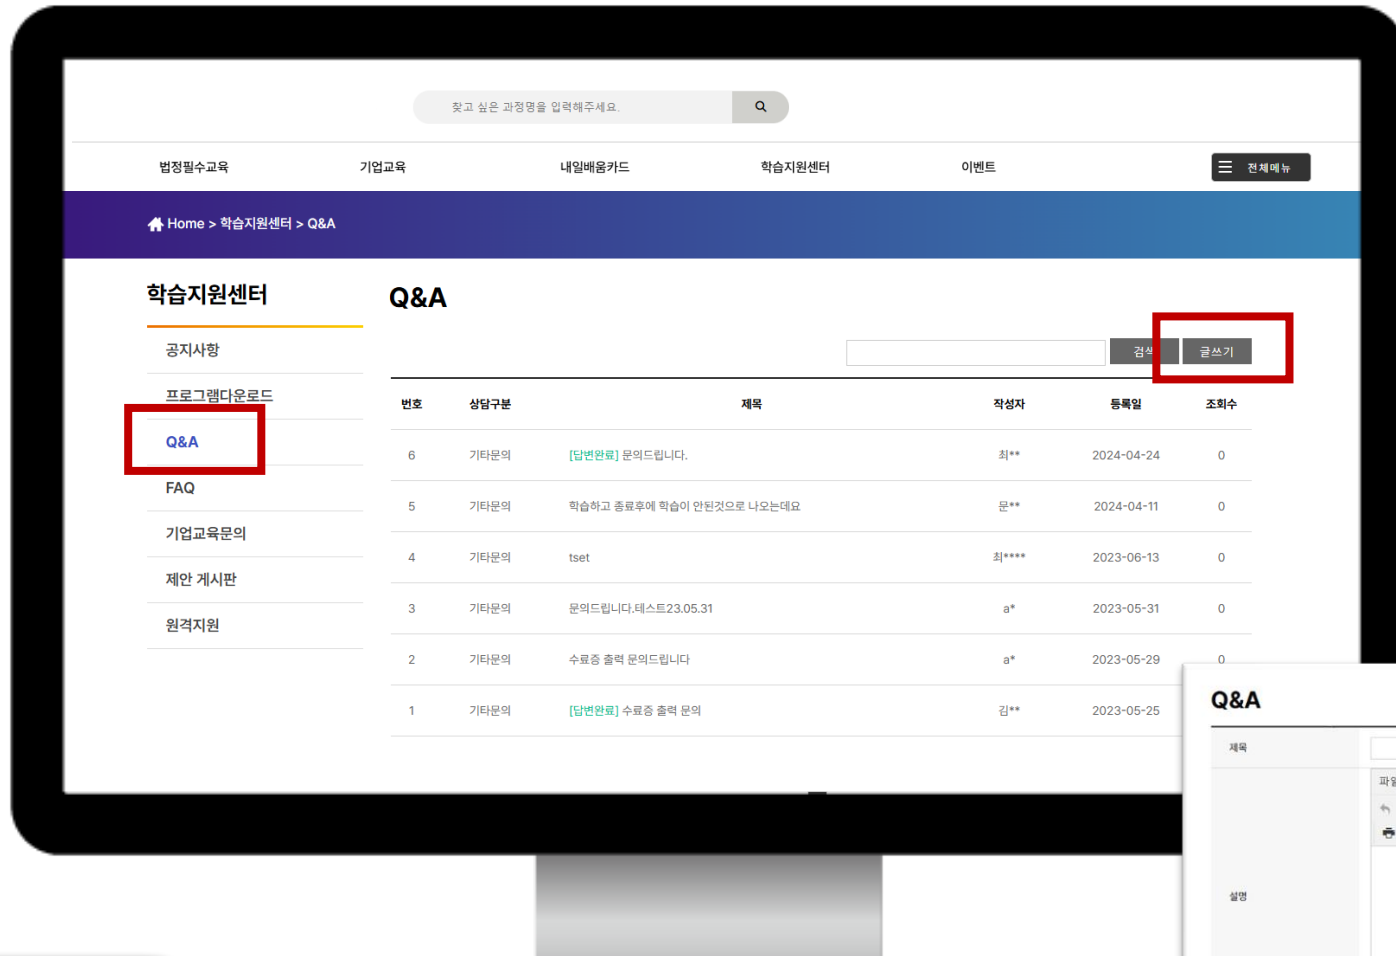 찾고 싶은 과정명을 입력해주세요.
법정필수교육 기업교육 내일배움카드 학습지원센터 이벤트 전체메뉴
Home > 학습지원센터 > Q&A
학습지원센터
공지사항
프로그램다운로드
Q&A
FAQ
기업교육문의
제안 게시판
원격지원
Q&A
글쓰기
번호 상담구분 제목 작성자 등록일 조회수
6 기타문의 [답변완료] 문의드립니다. 최** 2024-04-24 0
5 기타문의 학습하고 종료후에 학습이 안된것으로 나오는데요 문** 2024-04-11 0
4 기타문의 tset 최**** 2023-06-13 0
3 기타문의 문의드립니다.테스트23.05.31 a* 2023-05-31 0
2 기타문의 수료증 출력 문의드립니다 a* 2023-05-29 0
1 기타문의 [답변완료] 수료증 출력 문의 김** 2023-05-25
Q&A
제목
설명